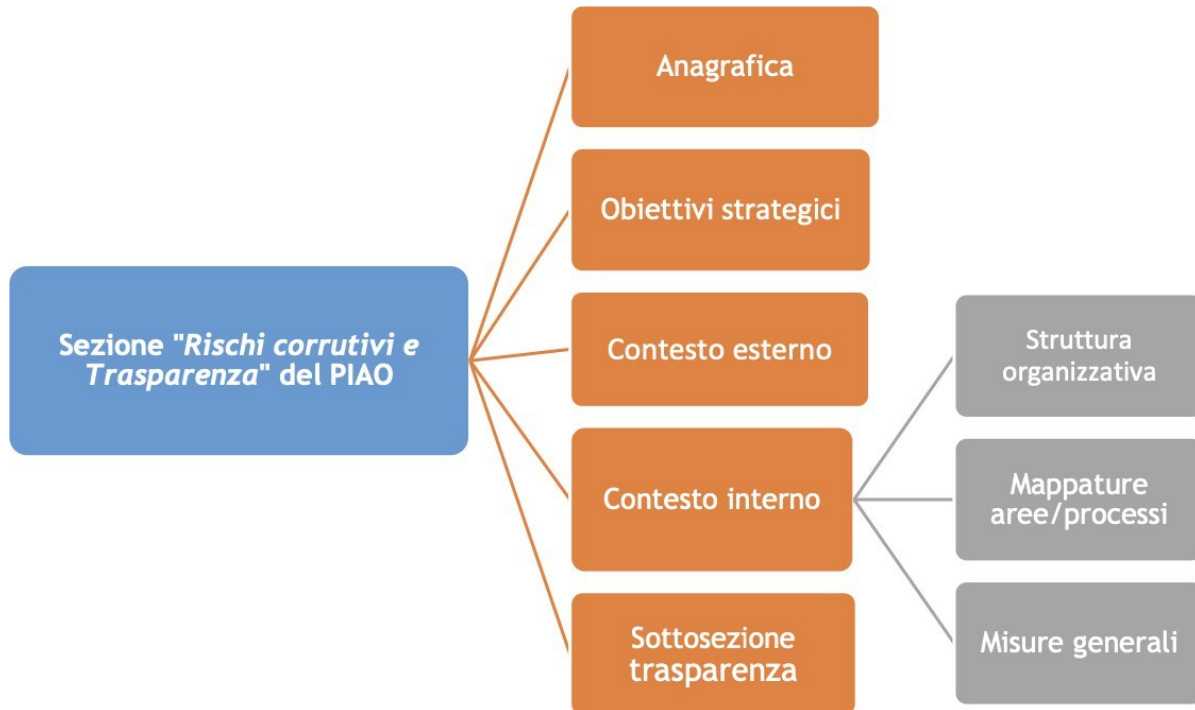 Sezione "Rischi corrutivi e
Trasparenza" del PIAO
Anagrafica
Obiettivi strategici
Contesto esterno
Contesto interno
Sottosezione
trasparenza
Struttura
organizzativa
Mappature
aree/processi
Misure generali